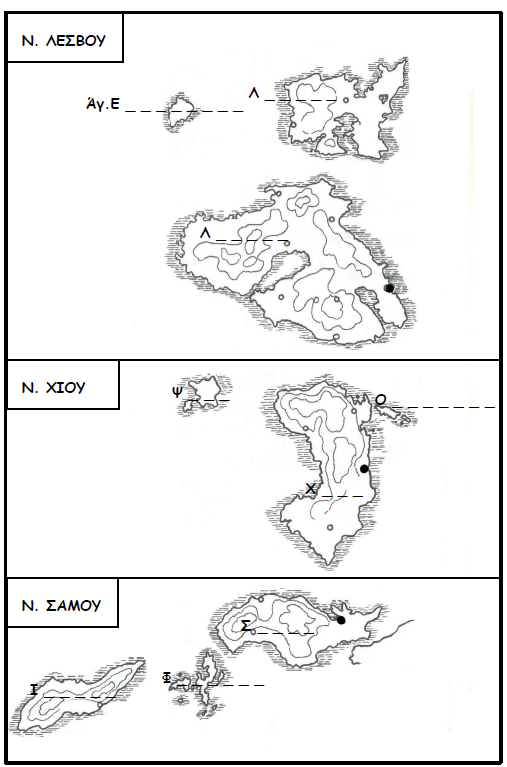 Ν. ΛΕΣΒΟΥ
Άγ.Ε _ _ _ _ _ _ _ _ _
Λ _ _ _ _ _ _
Λ _ _ _ _ _
Ν. ΧΙΟΥ
Ψ _ _ _
Ο _ _ _ _ _ _ _ _
Χ _ _ _
Ν. ΣΑΜΟΥ
Σ _ _ _ _
Φ _ _ _ _ _ _
Ι _ _ _ _ _